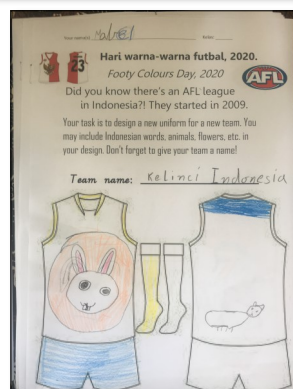 Hari warna-warna futbal, 2020.
23
Footy Colours Day, 2020
AFL
Did you know there's an AFL league
in Indonesia?! They started in 2009.
Your task is to design a new uniform for a new team. You
may include Indonesian words, animals, flowers, etc. in
your design. Don't forget to give your team a name!
Team name: Kelinci Indonesia